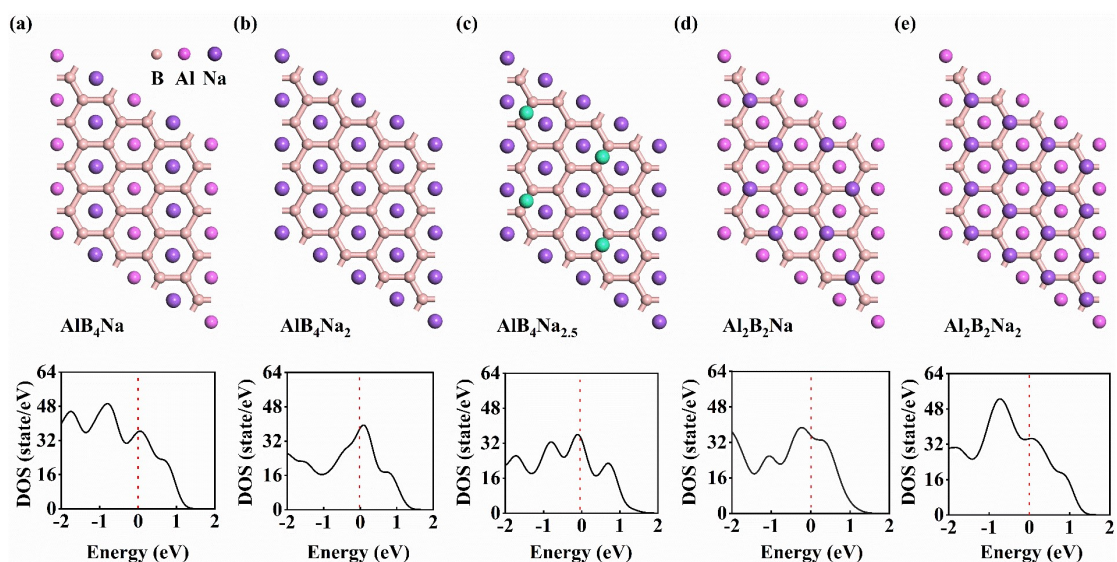 (a) (b) (c) (d) (e)
B Al Na
AlB₄Na AlB₄Na₂ AlB₄Na₂.₅ Al₂B₂Na Al₂B₂Na₂
DOS (state/eV)
64
48
32
16
0
-2 -1 0 1 2
Energy (eV)
DOS (state/eV)
64
48
32
16
0
-2 -1 0 1 2
Energy (eV)
DOS (state/eV)
64
48
32
16
0
-2 -1 0 1 2
Energy (eV)
DOS (state/eV)
64
48
32
16
0
-2 -1 0 1 2
Energy (eV)
DOS (state/eV)
64
48
32
16
0
-2 -1 0 1 2
Energy (eV)